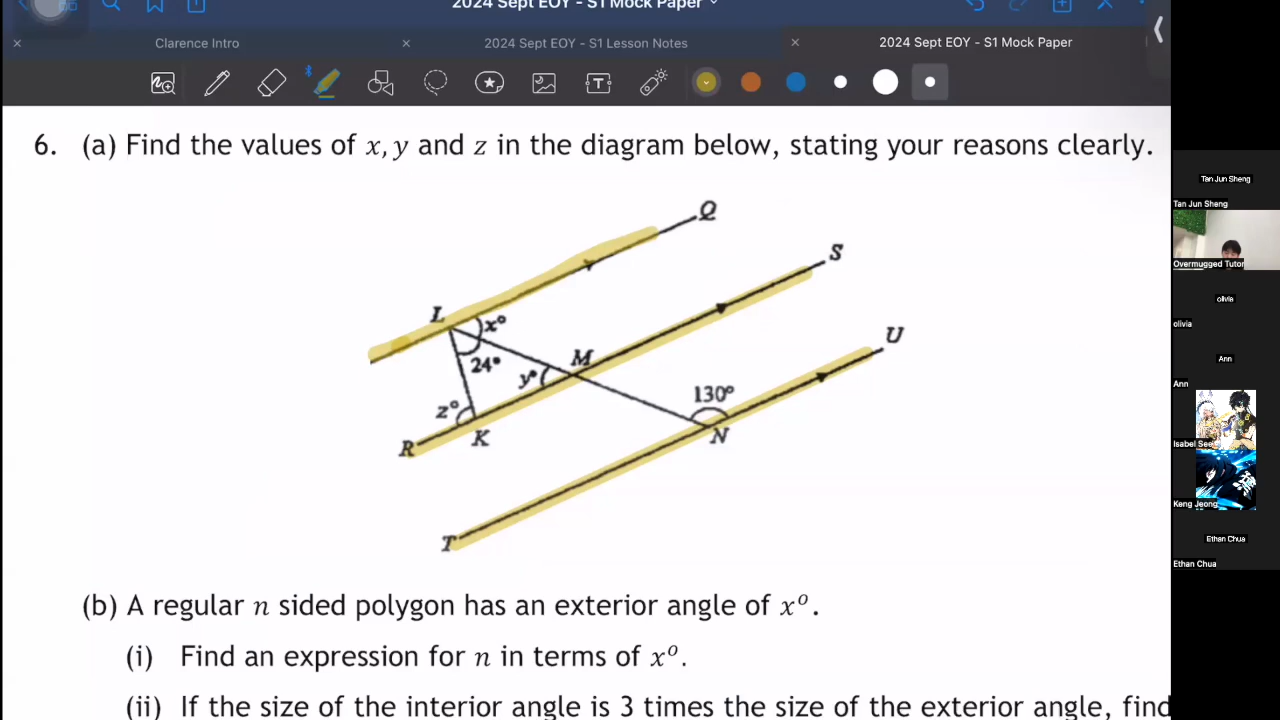 2024 Sept EOY - S1 Mock Paper
Clarence Intro
2024 Sept EOY - S1 Lesson Notes
2024 Sept EOY - S1 Mock Paper
6. (a) Find the values of x, y and z in the diagram below, stating your reasons clearly.
Q
S
L
x°
U
M
24°
y°
130°
z°
K
N
R
T
(b) A regular n sided polygon has an exterior angle of x°.
(i) Find an expression for n in terms of x°.
(ii) If the size of the interior angle is 3 times the size of the exterior angle, find
Tan Jun Sheng
Tan Jun Sheng
Overmugged Tutor
olivia
olivia
Ann
Ann
Isabel See
Keng Jeong
Ethan Chua
Ethan Chua